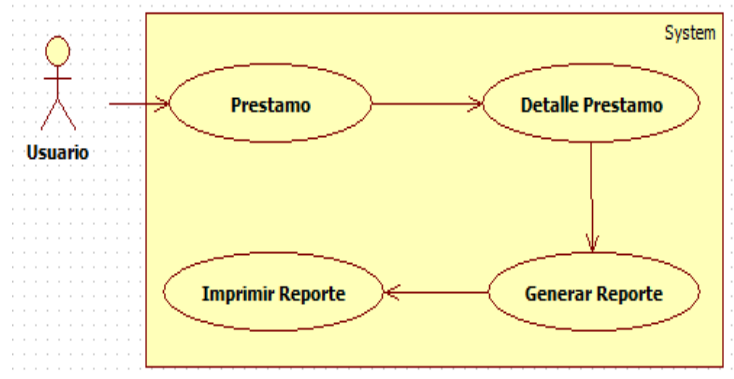 System
Usuario
Prestamo
Detalle Prestamo
Imprimir Reporte
Generar Reporte